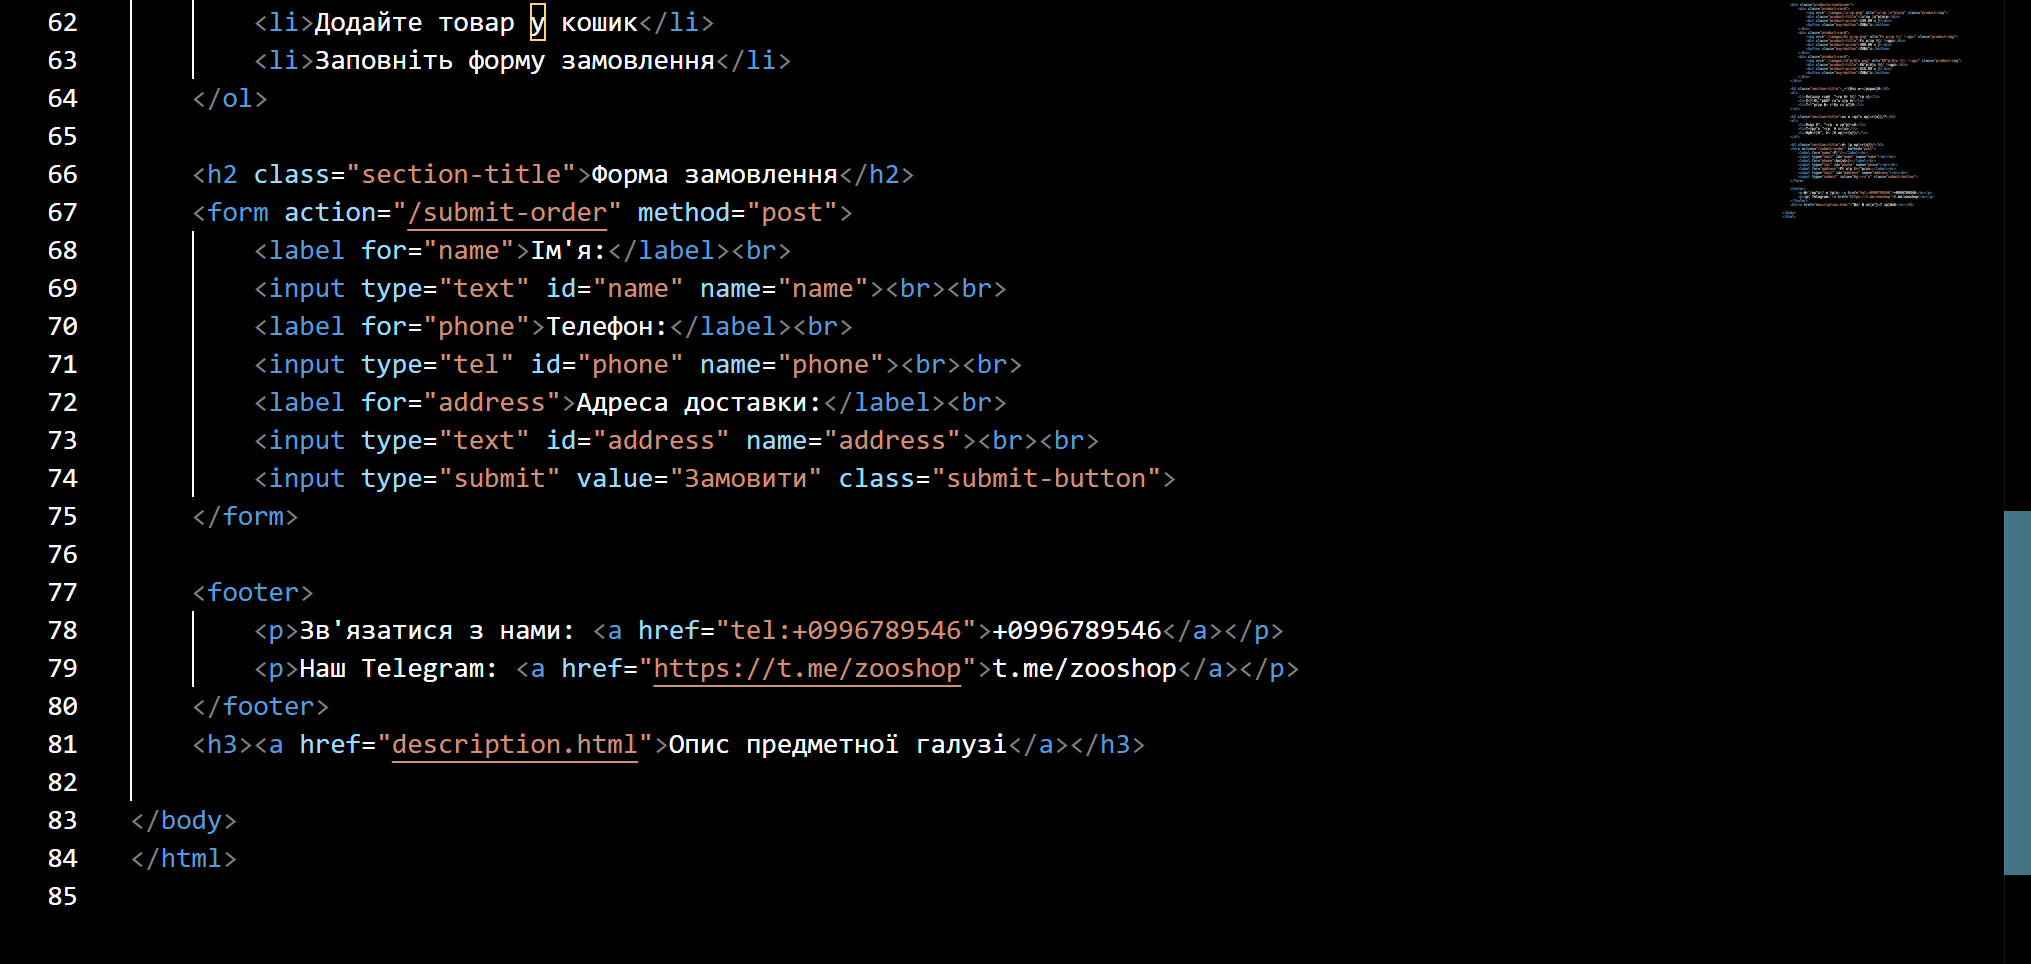 62 <li>Додайте товар у кошик</li>
63 <li>Заповніть форму замовлення</li>
64 </ol>
65
66 <h2 class="section-title">Форма замовлення</h2>
67 <form action="/submit-order" method="post">
68 <label for="name">Ім'я:</label><br>
69 <input type="text" id="name" name="name"><br><br>
70 <label for="phone">Телефон:</label><br>
71 <input type="tel" id="phone" name="phone"><br><br>
72 <label for="address">Адреса доставки:</label><br>
73 <input type="text" id="address" name="address"><br><br>
74 <input type="submit" value="Замовити" class="submit-button">
75 </form>
76
77 <footer>
78 <p>Зв'язатися з нами: <a href="tel:+0996789546">+0996789546</a></p>
79 <p>Наш Telegram: <a href="https://t.me/zooshop">t.me/zooshop</a></p>
80 </footer>
81 <h3><a href="description.html">Опис предметної галузі</a></h3>
82
83 </body>
84 </html>
85